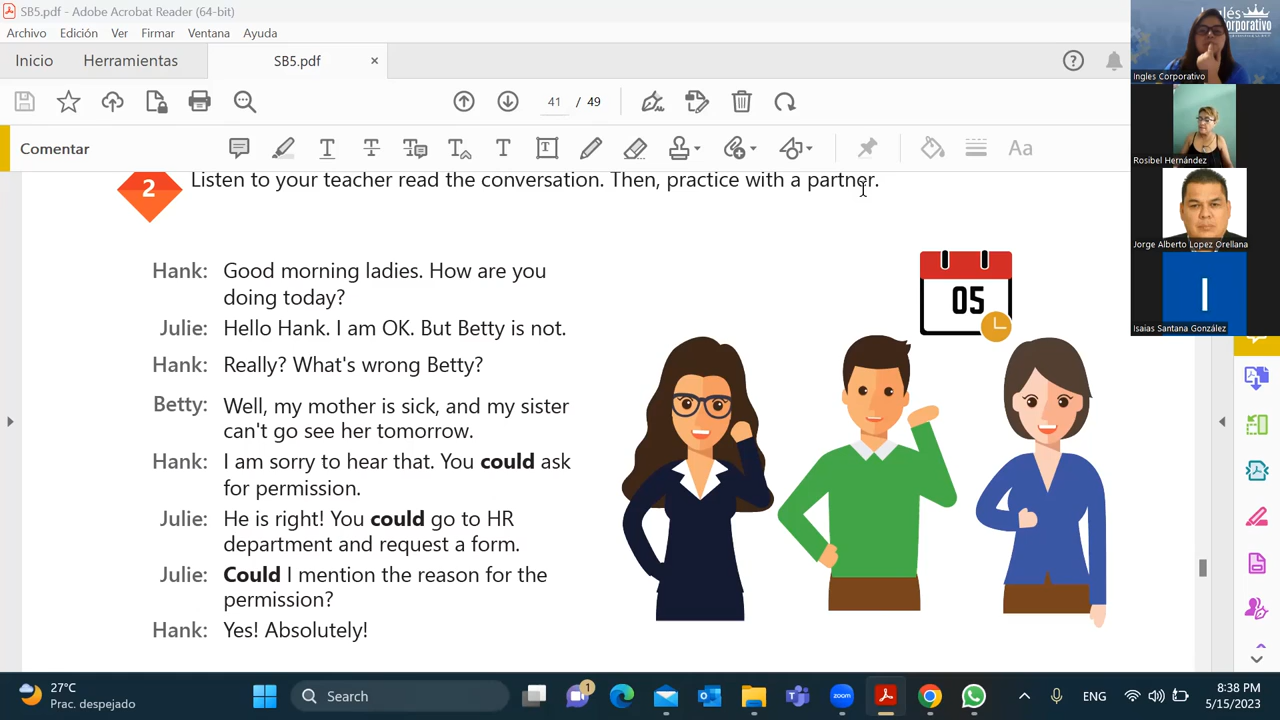 SB5.pdf - Adobe Acrobat Reader (64-bit)
Archivo Edición Ver Firmar Ventana Ayuda
Inicio Herramientas SB5.pdf ×
41 / 49
Comentar
Aa
2 Listen to your teacher read the conversation. Then, practice with a partner.
Hank: Good morning ladies. How are you
doing today?
Julie: Hello Hank. I am OK. But Betty is not.
Hank: Really? What's wrong Betty?
Betty: Well, my mother is sick, and my sister
can't go see her tomorrow.
Hank: I am sorry to hear that. You could ask
for permission.
Julie: He is right! You could go to HR
department and request a form.
Julie: Could I mention the reason for the
permission?
Hank: Yes! Absolutely!
05
Inglés
Corporativo
Ingles Corporativo
Rosibel Hernández
Jorge Alberto Lopez Orellana
I
Isaias Santana González
27°C
Prac. despejado
Search
1
zoom
ENG
8:38 PM
5/15/2023